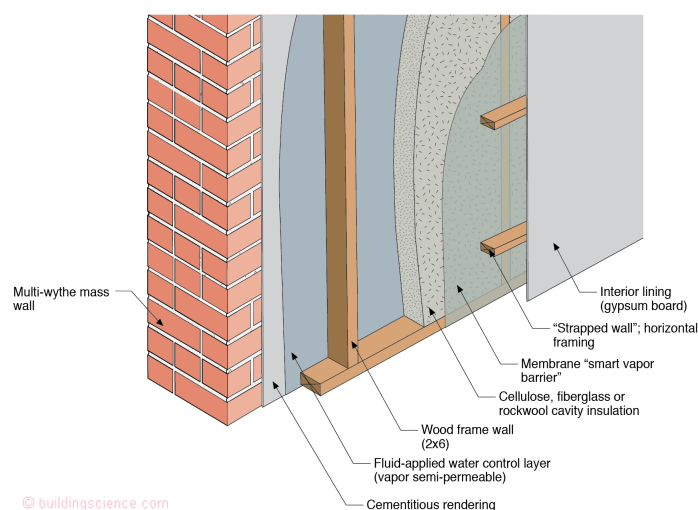 Multi-wythe mass
wall
Interior lining
(gypsum board)
“Strapped wall”; horizontal
framing
Membrane “smart vapor
barrier”
Cellulose, fiberglass or
rockwool cavity insulation
Wood frame wall
(2x6)
Fluid-applied water control layer
(vapor semi-permeable)
Cementitious rendering
© buildingscience.com